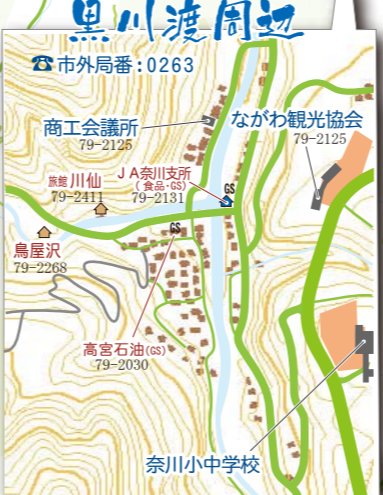 黒川渡周辺
☎市外局番:0263
商工会議所
79-2125
ながわ観光協会
79-2125
旅館 川仙
79-2411
JA奈川支所
(食品・GS)
79-2131
GS
鳥屋沢
79-2268
GS
高宮石油(GS)
79-2030
奈川小中学校